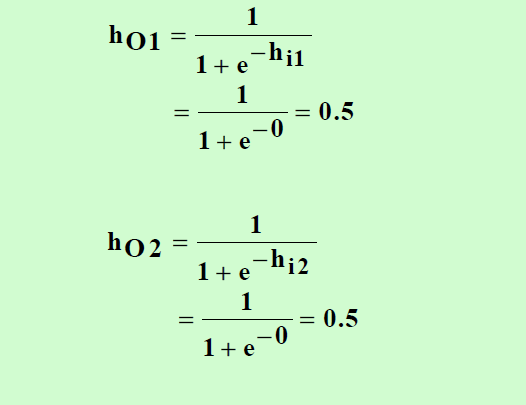 hO1 = 1 / (1 + e^(−hi1))
= 1 / (1 + e^(−0)) = 0.5
hO2 = 1 / (1 + e^(−hi2))
= 1 / (1 + e^(−0)) = 0.5